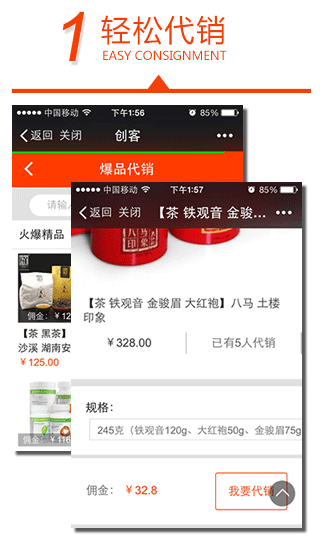 1 轻松代销
EASY CONSIGNMENT
中国移动 下午1:56 85%
返回 关闭 创客
爆品代销
请输入
火爆精品
佣金：¥ 12
【茶 黑茶】
沙溪 湖南安
¥ 125.00
佣金：¥ 116
中国移动 下午1:57 85%
返回 关闭 【茶 铁观音 金骏...
八马
印象
【茶 铁观音 金骏眉 大红袍】八马 土楼
印象
¥ 328.00 已有5人代销
规格：
245克（铁观音120g、大红袍50g、金骏眉75g
佣金： ¥ 32.8 我要代销